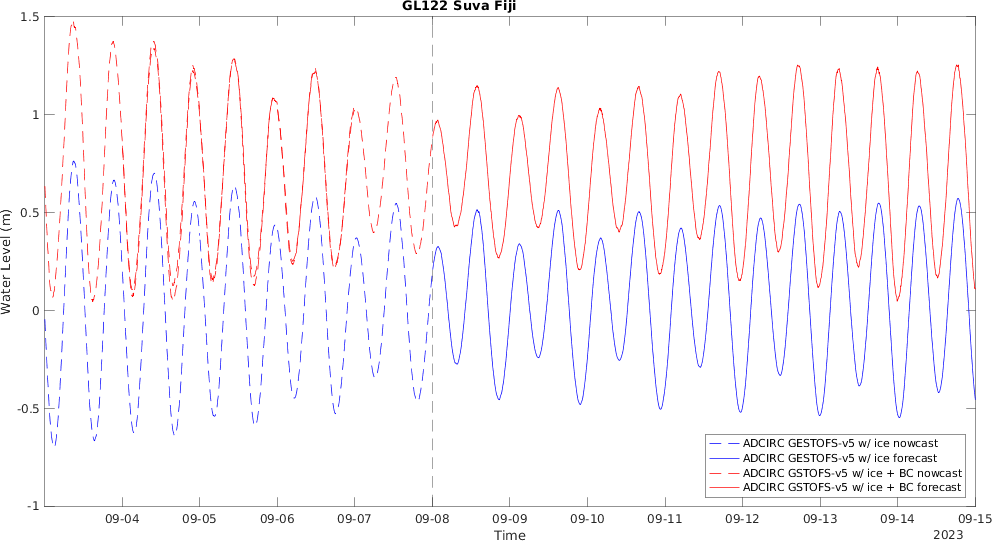 GL122 Suva Fiji
1.5
1
0.5
0
-0.5
-1
Water Level (m)
09-04 09-05 09-06 09-07 09-08 09-09 09-10 09-11 09-12 09-13 09-14 09-15
Time
2023
ADCIRC GESTOFS-v5 w/ ice nowcast
ADCIRC GESTOFS-v5 w/ ice forecast
ADCIRC GSTOFS-v5 w/ ice + BC nowcast
ADCIRC GSTOFS-v5 w/ ice + BC forecast